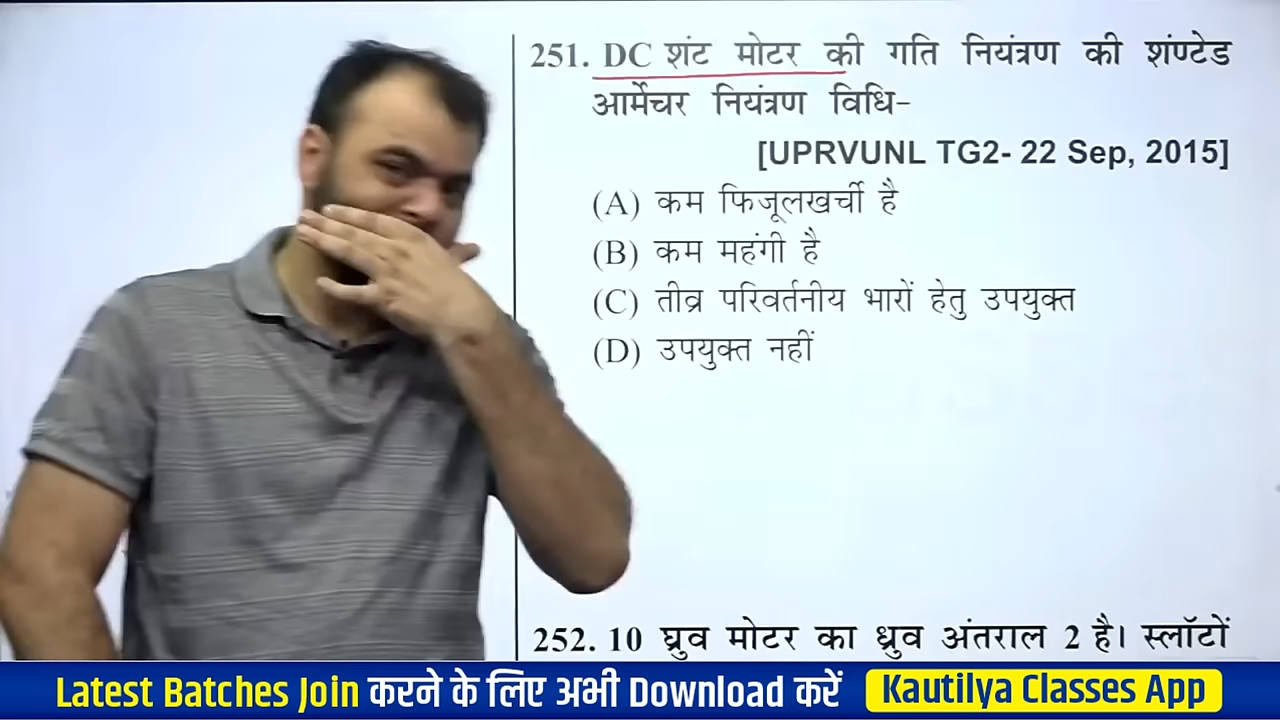 251. DC शंट मोटर की गति नियंत्रण की शंण्टेड
आर्मेचर नियंत्रण विधि-
[UPRVUNL TG2- 22 Sep, 2015]
(A) कम फिजूलखर्ची है
(B) कम महंगी है
(C) तीव्र परिवर्तनीय भारों हेतु उपयुक्त
(D) उपयुक्त नहीं
252. 10 घ्रुव मोटर का ध्रुव अंतराल 2 है। स्लॉटों
Latest Batches Join करने के लिए अभी Download करें Kautilya Classes App